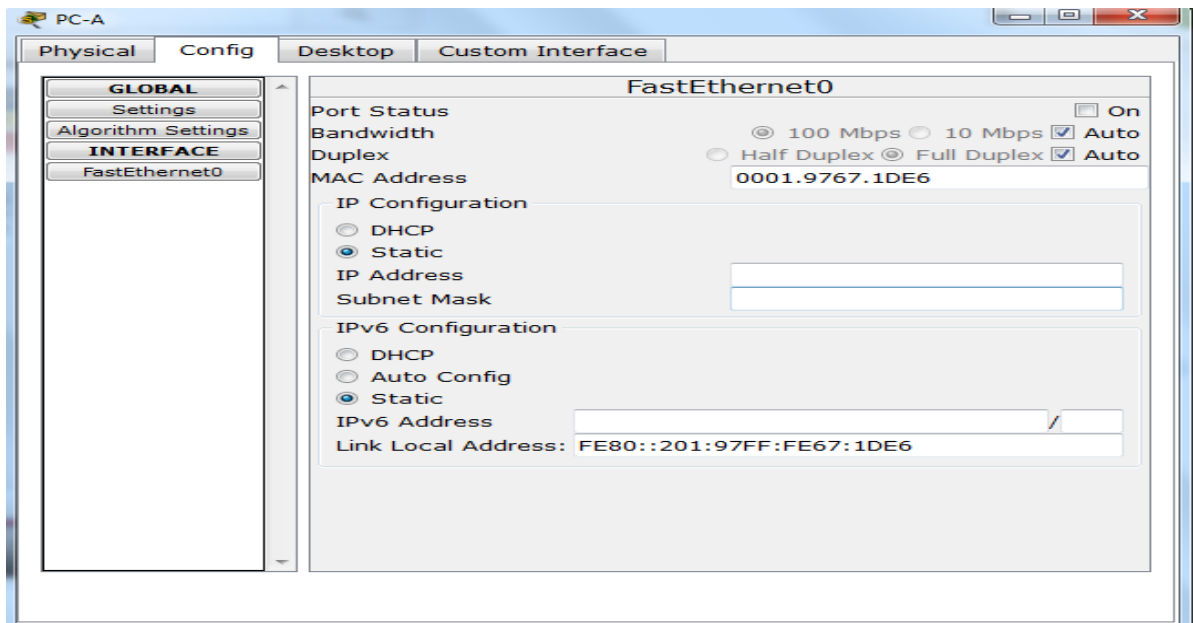 PC-A
Physical Config Desktop Custom Interface
GLOBAL
Settings
Algorithm Settings
INTERFACE
FastEthernet0
FastEthernet0
Port Status On
Bandwidth 100 Mbps 10 Mbps Auto
Duplex Half Duplex Full Duplex Auto
MAC Address 0001.9767.1DE6
IP Configuration
DHCP
Static
IP Address
Subnet Mask
IPv6 Configuration
DHCP
Auto Config
Static
IPv6 Address /
Link Local Address: FE80::201:97FF:FE67:1DE6